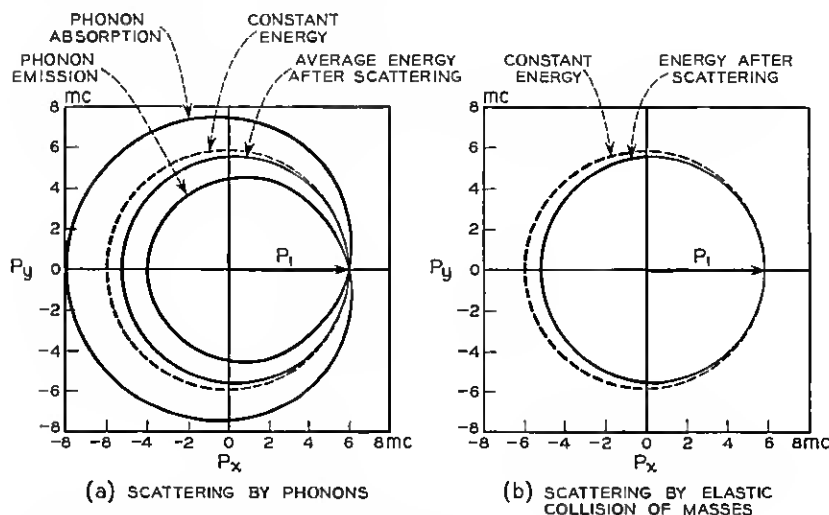 PHONON
ABSORPTION
CONSTANT
ENERGY
PHONON
EMISSION
AVERAGE ENERGY
AFTER SCATTERING
mc
8
6
4
2
Py 0
-2
-4
-6
-8
P1
-8 -6 -4 -2 0 2 4 6 8 mc
Px
(a) SCATTERING BY PHONONS
CONSTANT
ENERGY
ENERGY AFTER
SCATTERING
mc
8
6
4
2
Py 0
-2
-4
-6
-8
P1
-8 -6 -4 -2 0 2 4 6 8mc
Px
(b) SCATTERING BY ELASTIC
COLLISION OF MASSES